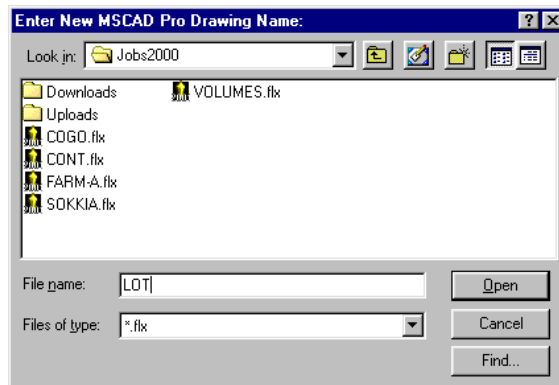 Enter New MSCAD Pro Drawing Name:
Look in: Jobs2000
Downloads VOLUMES.flx
Uploads
COGO.flx
CONT.flx
FARM-A.flx
SOKKIA.flx
File name: LOT Open
Files of type: *.flx Cancel
Find...